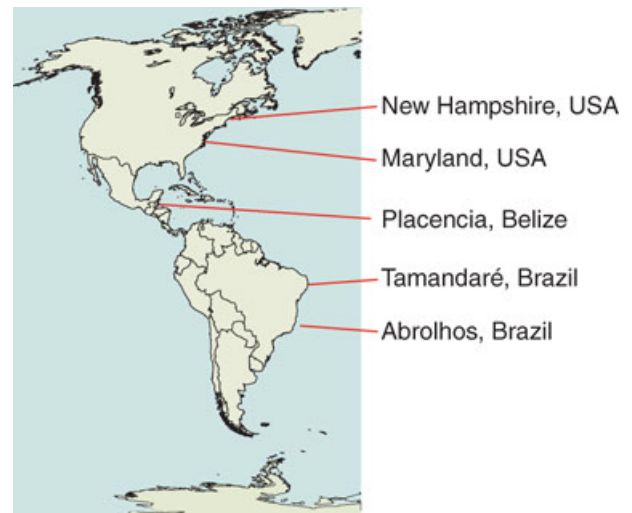 New Hampshire, USA
Maryland, USA
Placencia, Belize
Tamandaré, Brazil
Abrolhos, Brazil